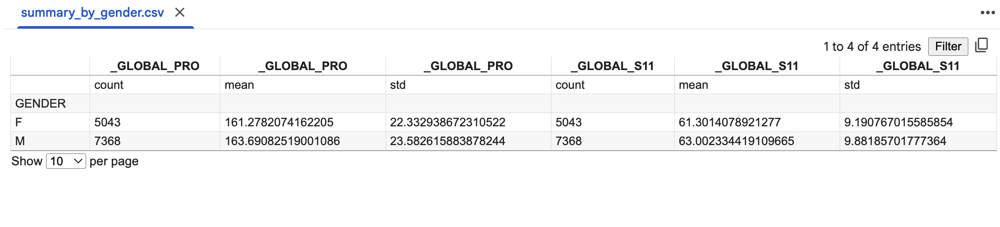 summary_by_gender.csv
1 to 4 of 4 entries Filter
_GLOBAL_PRO _GLOBAL_PRO _GLOBAL_PRO _GLOBAL_S11 _GLOBAL_S11 _GLOBAL_S11
count mean std count mean std
GENDER
F 5043 161.2782074162205 22.332938672310522 5043 61.3014078921277 9.190767015585854
M 7368 163.69082519001086 23.582615883878244 7368 63.002334419109665 9.88185701777364
Show 10 per page